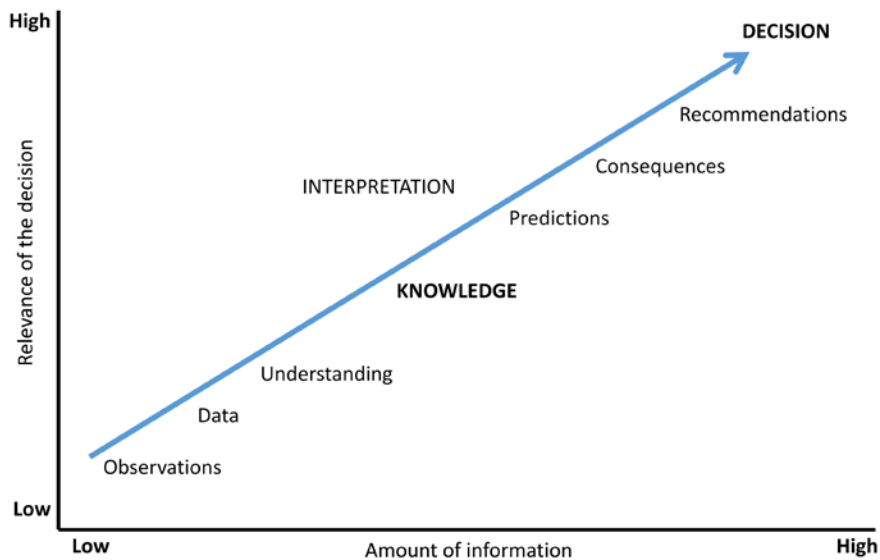 High
DECISION
Recommendations
Consequences
INTERPRETATION
Predictions
Relevance of the decision
KNOWLEDGE
Understanding
Data
Observations
Low
Low
Amount of information
High